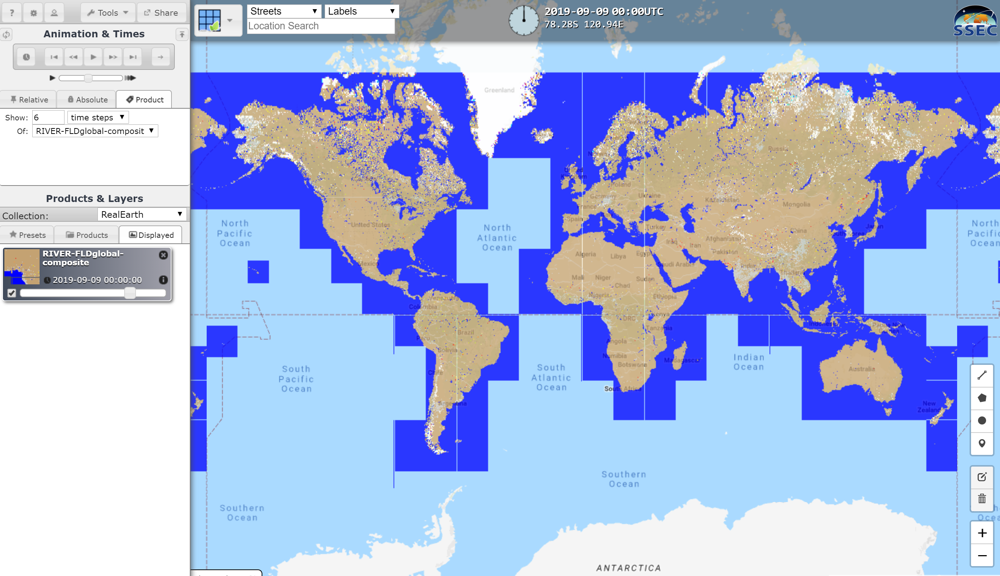 ?
Tools
Share
Animation & Times
Relative
Absolute
Product
Show:
6
time steps
Of:
RIVER-FLDglobal-composit
Products & Layers
Collection:
RealEarth
Presets
Products
Displayed
RIVER-FLDglobal-
composite
2019-09-09 00:00:00
Streets
Labels
Location Search
2019-09-09 00:00UTC
78.28S 120.94E
SSEC
Greenland
Russia
United
Kingdom
Poland
Germany
Ukraine
France
Kazakhstan
Mongolia
Spain
Italy
Turkey
North
Pacific
Ocean
United States
North
Atlantic
Ocean
China
Japan
South Korea
North
Pacific
Ocean
Algeria
Libya
Egypt
Iraq
Iran
Afghanistan
Pakistan
Saudi Arabia
India
Mexico
Mali
Niger
Chad
Sudan
Thailand
Nigeria
Ethiopia
Venezuela
Colombia
DRC
Kenya
Tanzania
Indonesia
Papua New
Guinea
Brazil
Peru
Bolivia
Angola
Namibia
Botswana
Madagascar
Indian
Ocean
Australia
South
Pacific
Ocean
Chile
South
Atlantic
Ocean
South Africa
Argentina
New
Zealand
Southern
Ocean
Southern
Ocean
Ocea
ANTARCTICA
+
−